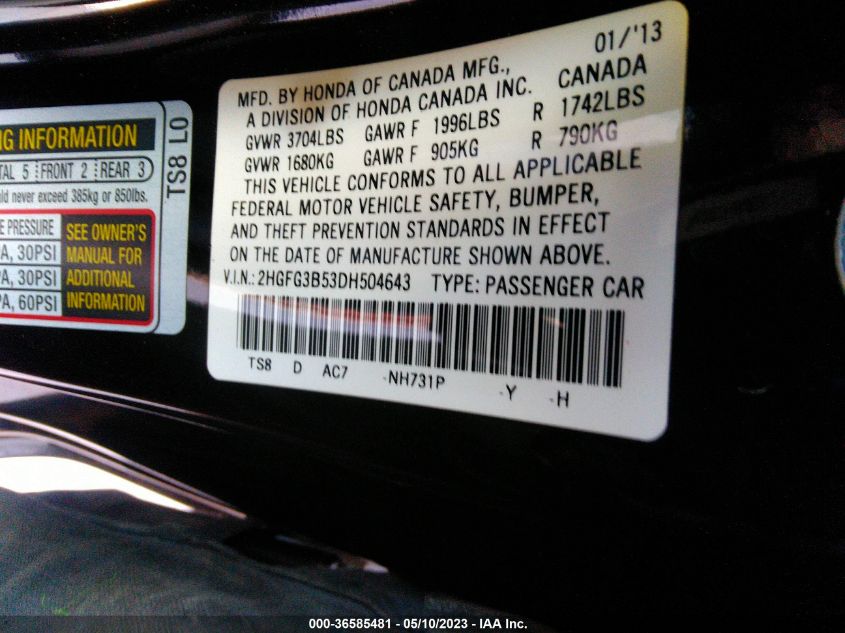 01/'13
MFD. BY HONDA OF CANADA MFG.,
A DIVISION OF HONDA CANADA INC. CANADA
GVWR 3704LBS GAWR F 1996LBS R 1742LBS
GVWR 1680KG GAWR F 905KG R 790KG
THIS VEHICLE CONFORMS TO ALL APPLICABLE
FEDERAL MOTOR VEHICLE SAFETY, BUMPER,
AND THEFT PREVENTION STANDARDS IN EFFECT
ON THE DATE OF MANUFACTURE SHOWN ABOVE.
V.I.N.: 2HGFG3B53DH504643 TYPE: PASSENGER CAR
TS8 D AC7 -NH731P -Y -H
NG INFORMATION
TAL 5 FRONT 2 REAR 3
ld never exceed 385kg or 850lbs.
E PRESSURE
PA, 30PSI
PA, 30PSI
PA, 60PSI
SEE OWNER'S
MANUAL FOR
ADDITIONAL
INFORMATION
TS8 L0
000-36585481 - 05/10/2023 - IAA Inc.